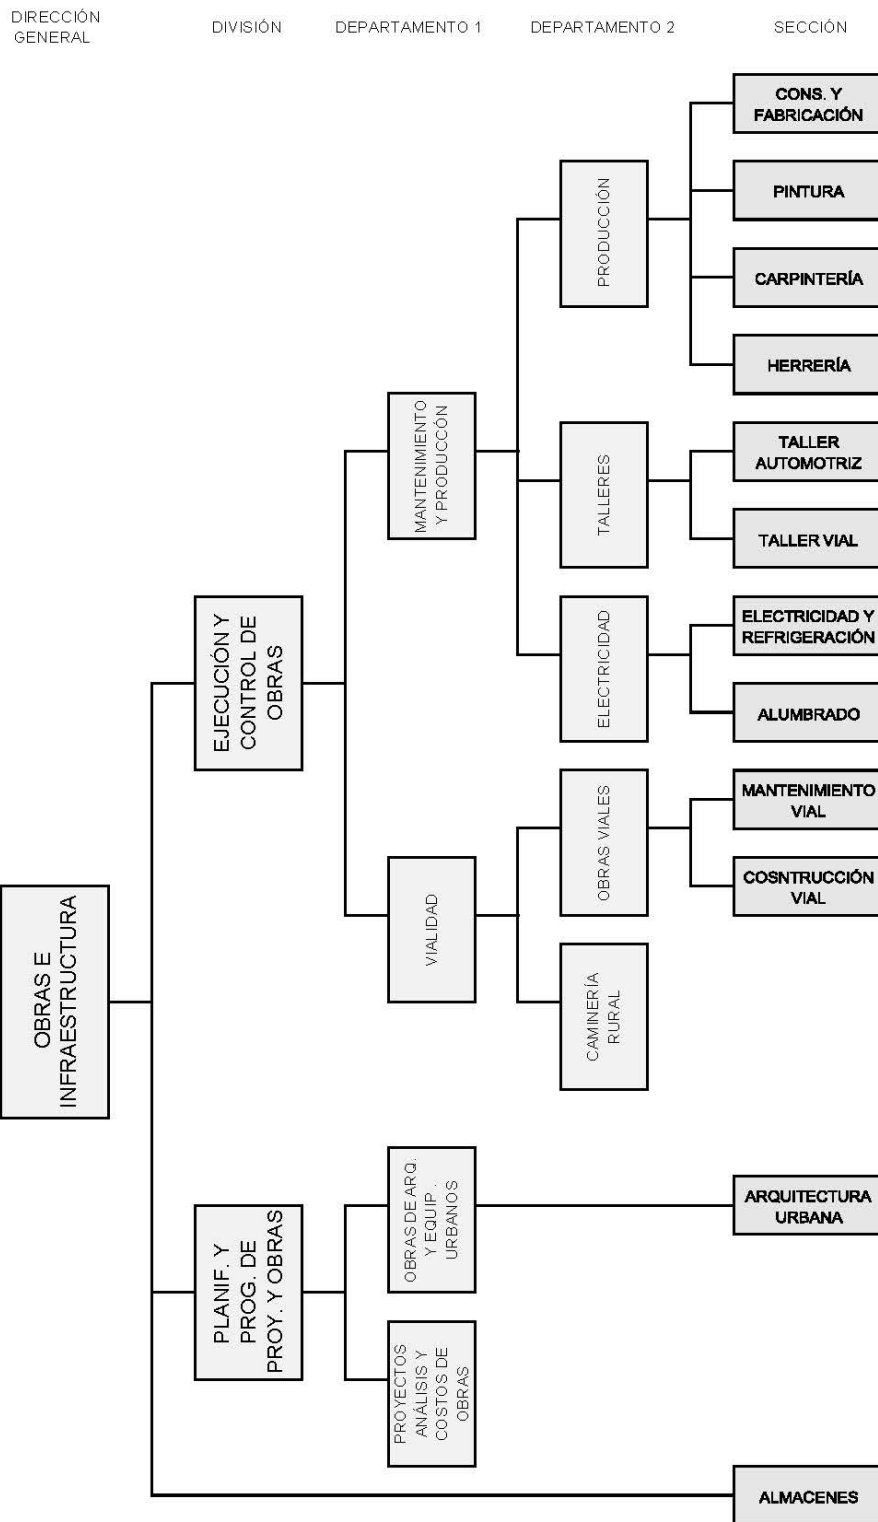 DIRECCIÓN
GENERAL
DIVISIÓN
DEPARTAMENTO 1
DEPARTAMENTO 2
SECCIÓN
OBRAS E
INFRAESTRUCTURA
EJECUCIÓN Y
CONTROL DE
OBRAS
PLANIF. Y
PROG. DE
PROY. Y OBRAS
MANTENIMIENTO
Y PRODUCCÓN
VIALIDAD
OBRAS DE ARQ.
Y EQUIP .
URBANOS
PROYECTOS
ANÁLISIS Y
COSTOS DE
OBRAS
PRODUCCIÓN
TALLERES
ELECTRICIDAD
OBRAS VIALES
CAMINERÍA
RURAL
CONS. Y
FABRICACIÓN
PINTURA
CARPINTERÍA
HERRERÍA
TALLER
AUTOMOTRIZ
TALLER VIAL
ELECTRICIDAD Y
REFRIGERACIÓN
ALUMBRADO
MANTENIMIENTO
VIAL
COSNTRUCCIÓN
VIAL
ARQUITECTURA
URBANA
ALMACENES